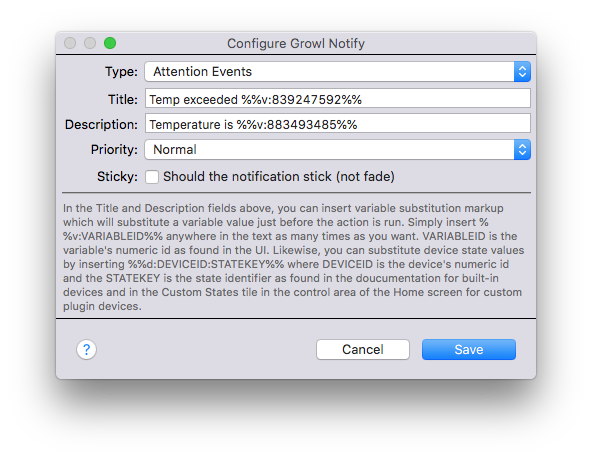 Configure Growl Notify
Type: Attention Events
Title: Temp exceeded %%v:839247592%%
Description: Temperature is %%v:883493485%%
Priority: Normal
Sticky: Should the notification stick (not fade)
In the Title and Description fields above, you can insert variable substitution markup
which will substitute a variable value just before the action is run. Simply insert %
%v:VARIABLEID%% anywhere in the text as many times as you want. VARIABLEID is the
variable's numeric id as found in the UI. Likewise, you can substitute device state values
by inserting %%d:DEVICEID:STATEKEY%% where DEVICEID is the device's numeric id
and the STATEKEY is the state identifier as found in the doucumentation for built-in
devices and in the Custom States tile in the control area of the Home screen for custom
plugin devices.
? Cancel Save